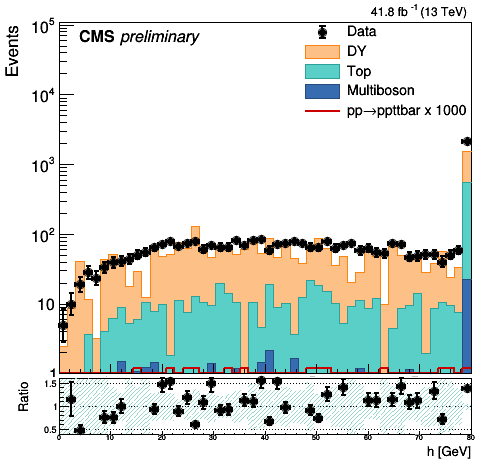 41.8 fb⁻¹ (13 TeV)
CMS preliminary
Data
DY
Top
Multiboson
pp→ppttbar x 1000
Events
10⁵
10⁴
10³
10²
10
1
Ratio
1.5
1
0.5
0 10 20 30 40 50 60 70 80
h [GeV]